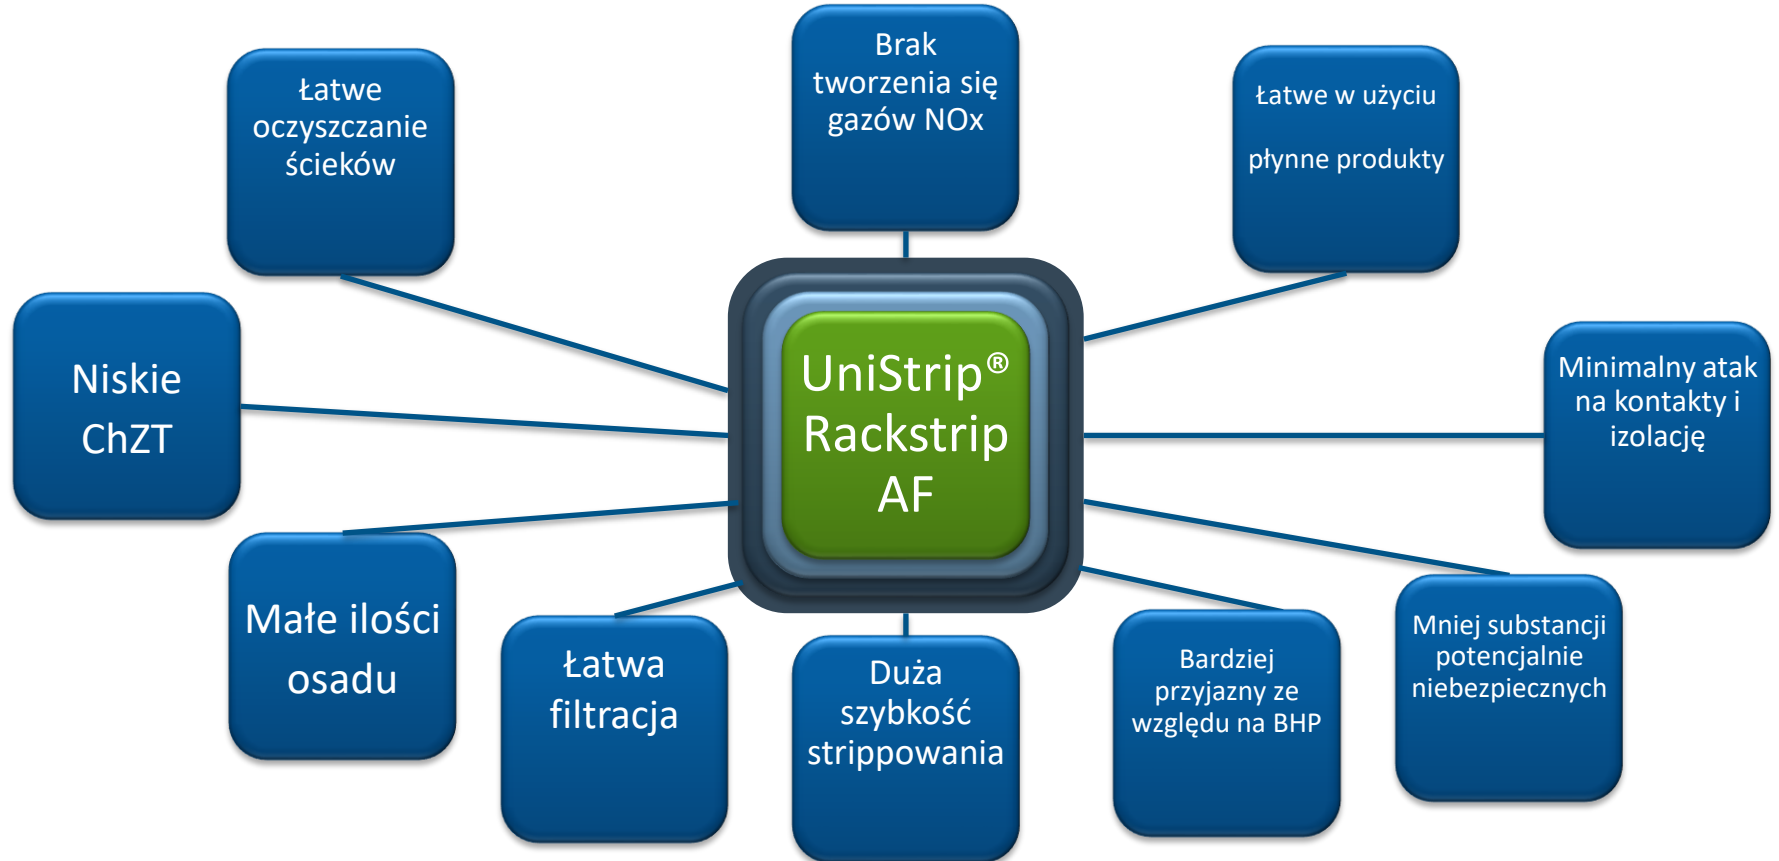 Brak
tworzenia się
gazów NOx
Łatwe
oczyszczanie
ścieków
Łatwe w użyciu
płynne produkty
Niskie
ChZT
UniStrip®
Rackstrip
AF
Minimalny atak
na kontakty i
izolację
Małe ilości
osadu
Łatwa
filtracja
Duża
szybkość
strippowania
Bardziej
przyjazny ze
względu na BHP
Mniej substancji
potencjalnie
niebezpiecznych